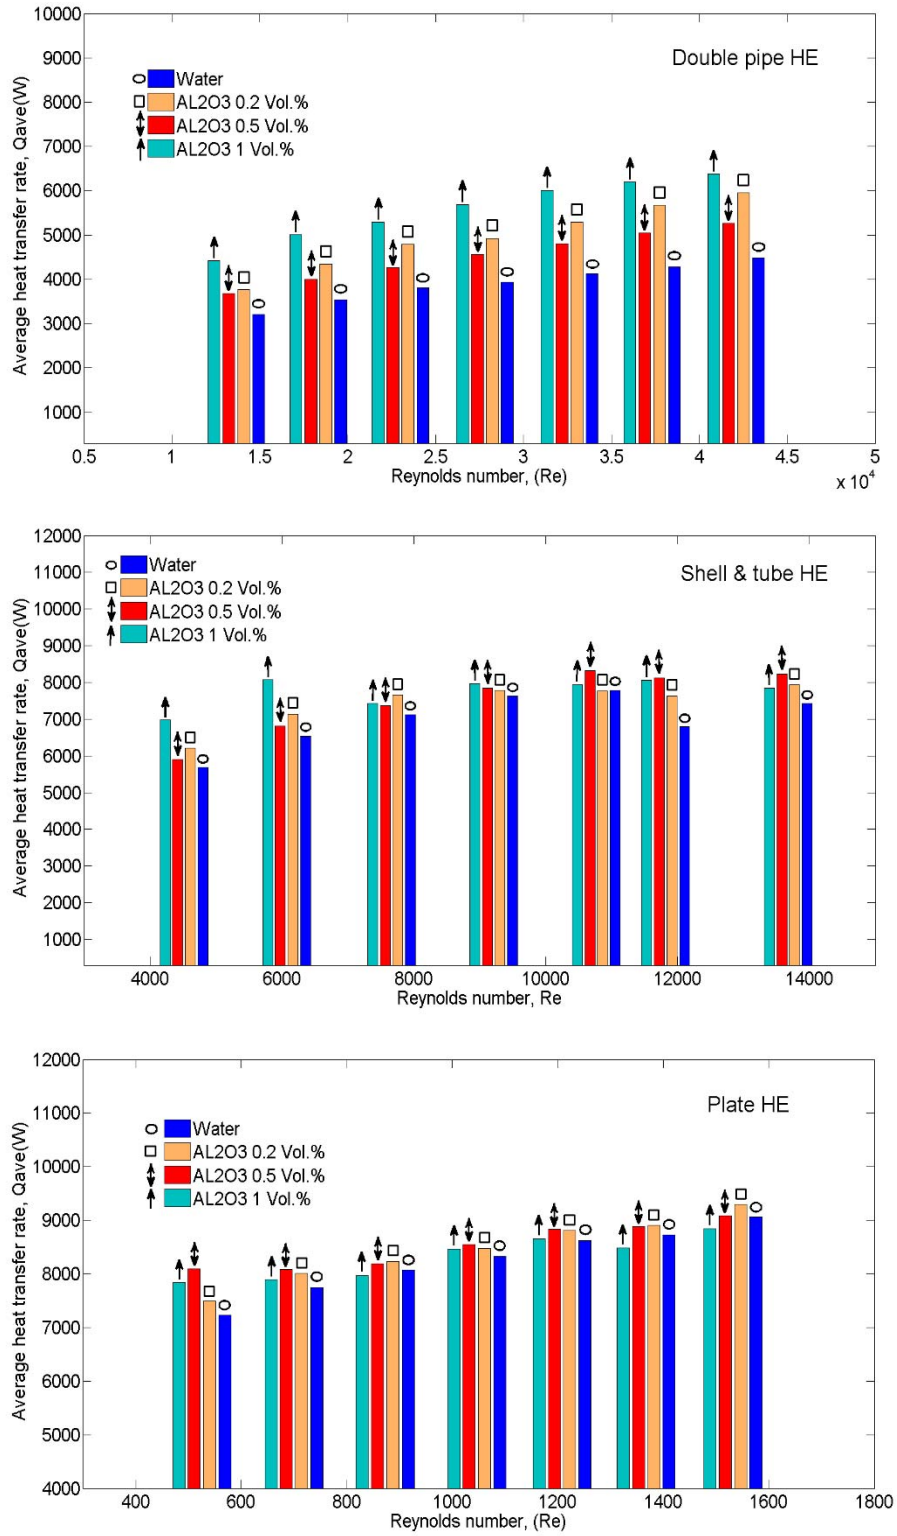 Double pipe HE
Water
AL2O3 0.2 Vol.%
AL2O3 0.5 Vol.%
AL2O3 1 Vol.%
Average heat transfer rate, Qave(W)
10000
9000
8000
7000
6000
5000
4000
3000
2000
1000
0.5 1 1.5 2 2.5 3 3.5 4 4.5 5
x 10^4
Reynolds number, (Re)
Shell & tube HE
Water
AL2O3 0.2 Vol.%
AL2O3 0.5 Vol.%
AL2O3 1 Vol.%
Average heat transfer rate, Qave(W)
12000
11000
10000
9000
8000
7000
6000
5000
4000
3000
2000
1000
4000 6000 8000 10000 12000 14000
Reynolds number, Re
Plate HE
Water
AL2O3 0.2 Vol.%
AL2O3 0.5 Vol.%
AL2O3 1 Vol.%
Average heat transfer rate, Qave(W)
12000
11000
10000
9000
8000
7000
6000
5000
4000
400 600 800 1000 1200 1400 1600 1800
Reynolds number, (Re)